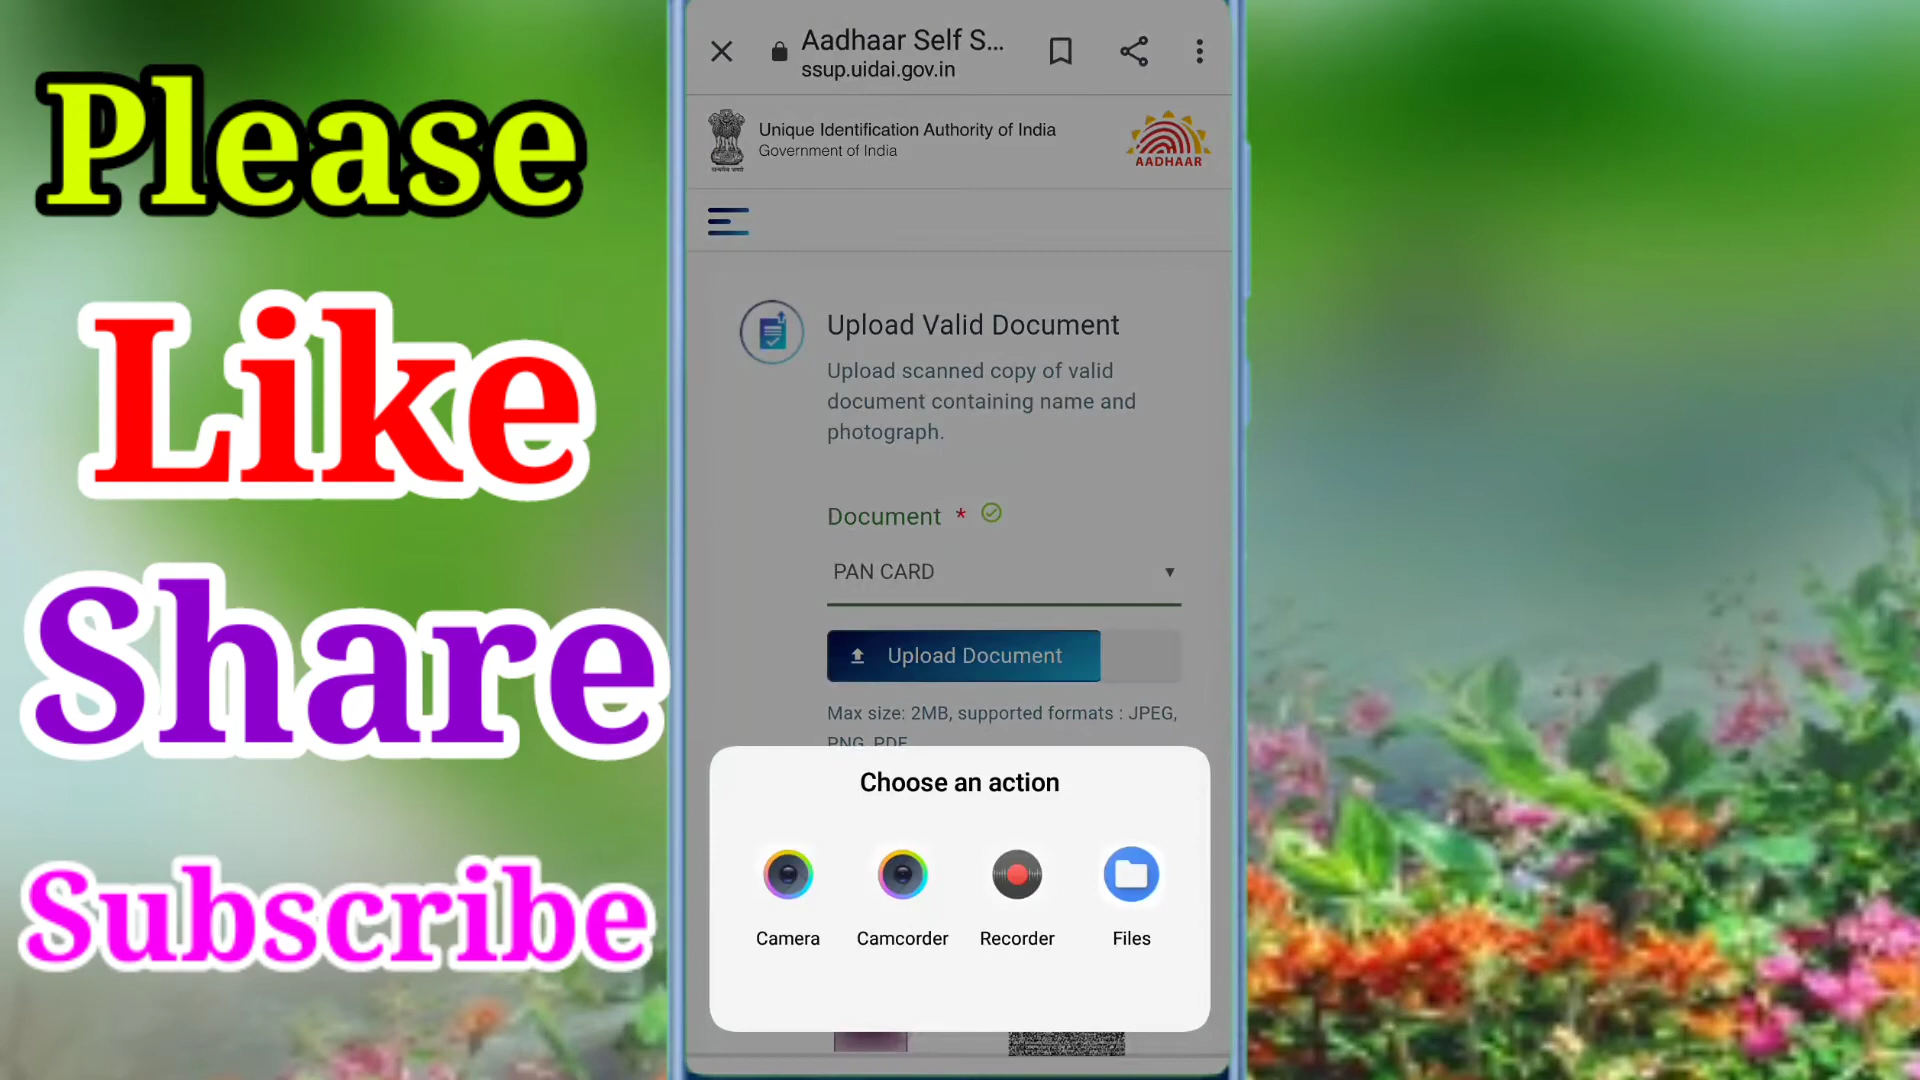 Please
Like
Share
Subscribe
Aadhaar Self S...
ssup.uidai.gov.in
Unique Identification Authority of India
Government of India
AADHAAR
Upload Valid Document
Upload scanned copy of valid
document containing name and
photograph.
Document *
PAN CARD
Upload Document
Max size: 2MB, supported formats : JPEG,
PNG, PDF
Choose an action
Camera
Camcorder
Recorder
Files